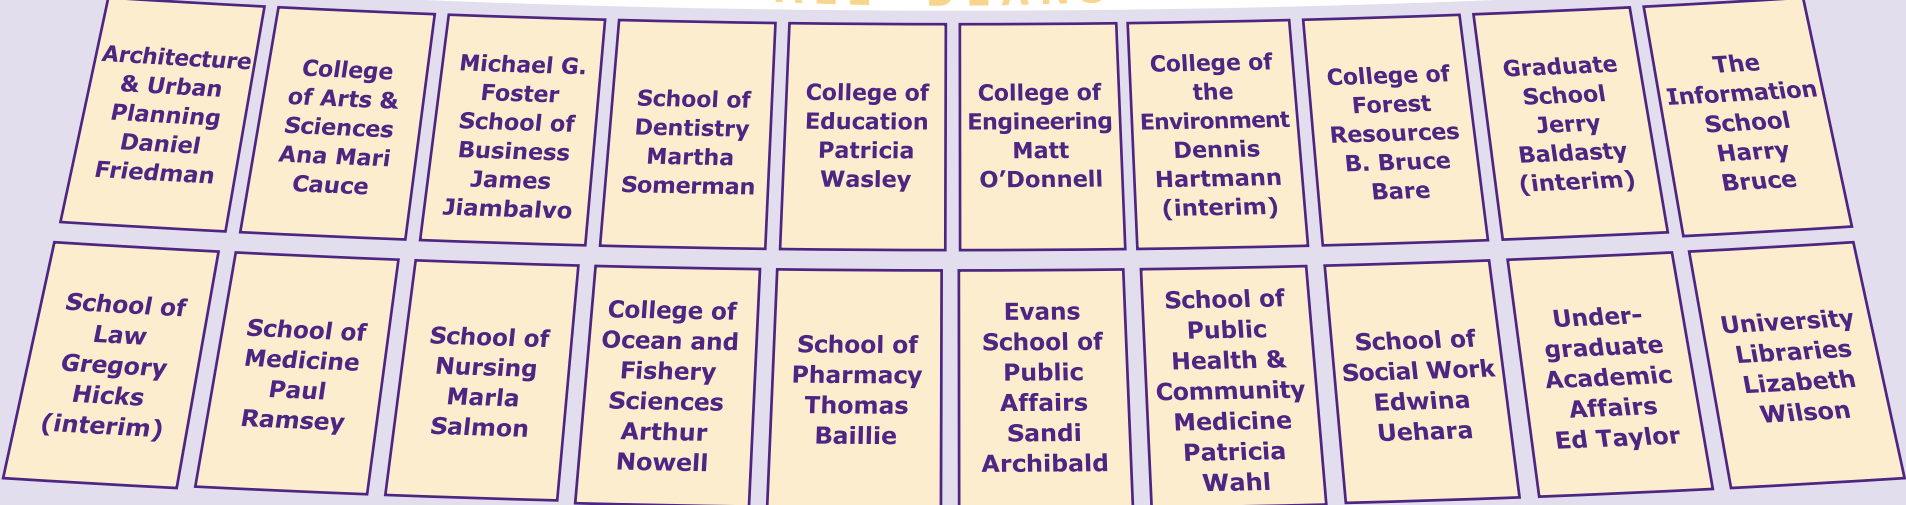 Architecture
& Urban
Planning
Daniel
Friedman
College
of Arts &
Sciences
Ana Mari
Cauce
Michael G.
Foster
School of
Business
James
Jiambalvo
School of
Dentistry
Martha
Somerman
College of
Education
Patricia
Wasley
College of
Engineering
Matt
O’Donnell
College of
the
Environment
Dennis
Hartmann
(interim)
College of
Forest
Resources
B. Bruce
Bare
Graduate
School
Jerry
Baldasty
(interim)
The
Information
School
Harry
Bruce
School of
Law
Gregory
Hicks
(interim)
School of
Medicine
Paul
Ramsey
School of
Nursing
Marla
Salmon
College of
Ocean and
Fishery
Sciences
Arthur
Nowell
School of
Pharmacy
Thomas
Baillie
Evans
School of
Public
Affairs
Sandi
Archibald
School of
Public
Health &
Community
Medicine
Patricia
Wahl
School of
Social Work
Edwina
Uehara
Under-
graduate
Academic
Affairs
Ed Taylor
University
Libraries
Lizabeth
Wilson